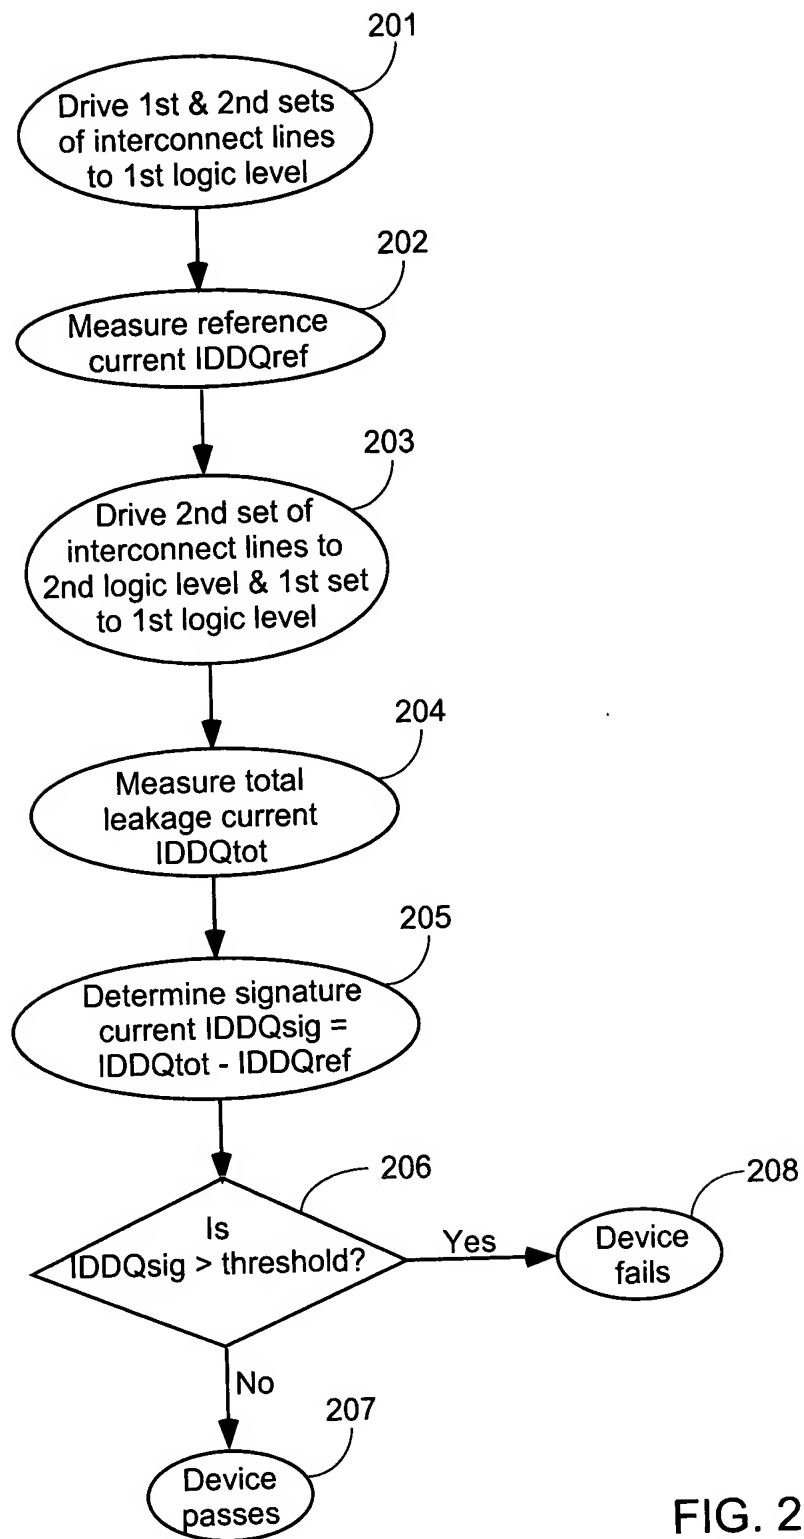 201
Drive 1st & 2nd sets
of interconnect lines
to 1st logic level
202
Measure reference
current IDDQref
203
Drive 2nd set of
interconnect lines to
2nd logic level & 1st set
to 1st logic level
204
Measure total
leakage current
IDDQtot
205
Determine signature
current IDDQsig =
IDDQtot - IDDQref
206
Is
IDDQsig > threshold?
Yes
208
Device
fails
No
207
Device
passes
FIG. 2